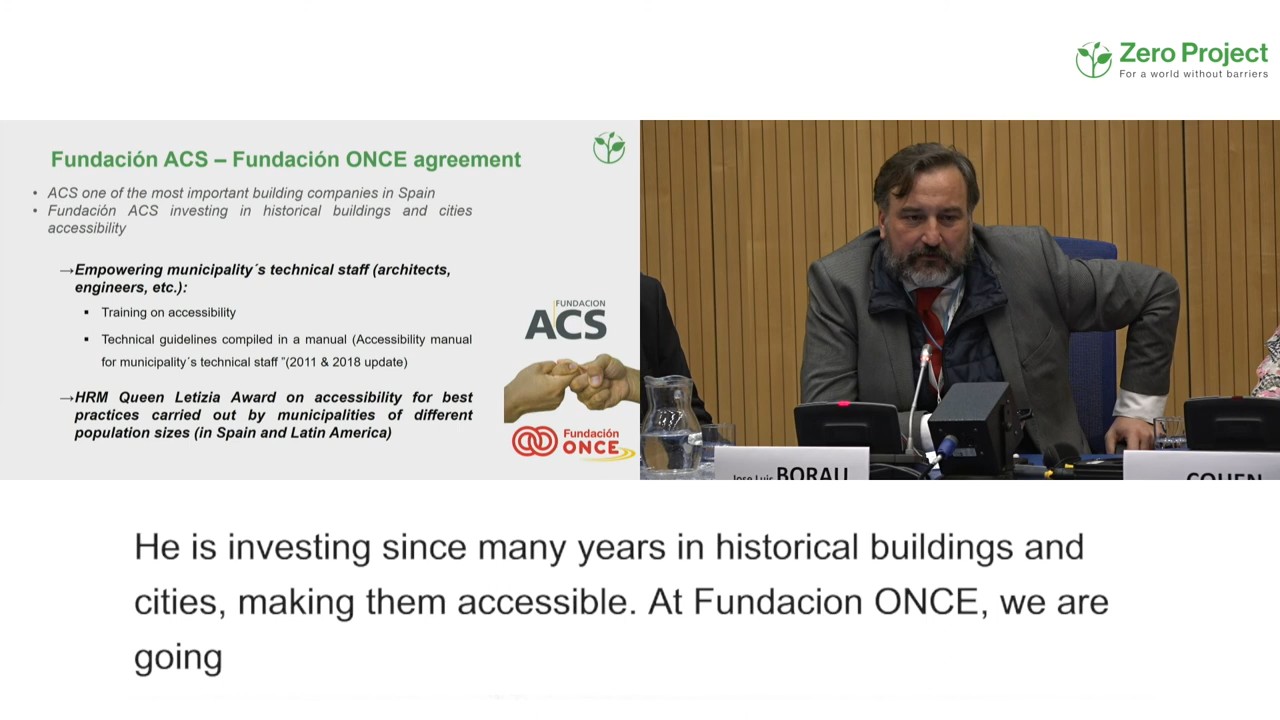 Zero Project
For a world without barriers
Fundación ACS – Fundación ONCE agreement
• ACS one of the most important building companies in Spain
• Fundación ACS investing in historical buildings and cities
accessibility
→Empowering municipality´s technical staff (architects,
engineers, etc.):
▪ Training on accessibility
▪ Technical guidelines compiled in a manual (Accessibility manual
for municipality´s technical staff ”(2011 & 2018 update)
→HRM Queen Letizia Award on accessibility for best
practices carried out by municipalities of different
population sizes (in Spain and Latin America)
FUNDACION
ACS
Fundación
ONCE
Jose Luis BORAU
COHEN
He is investing since many years in historical buildings and
cities, making them accessible. At Fundacion ONCE, we are
going